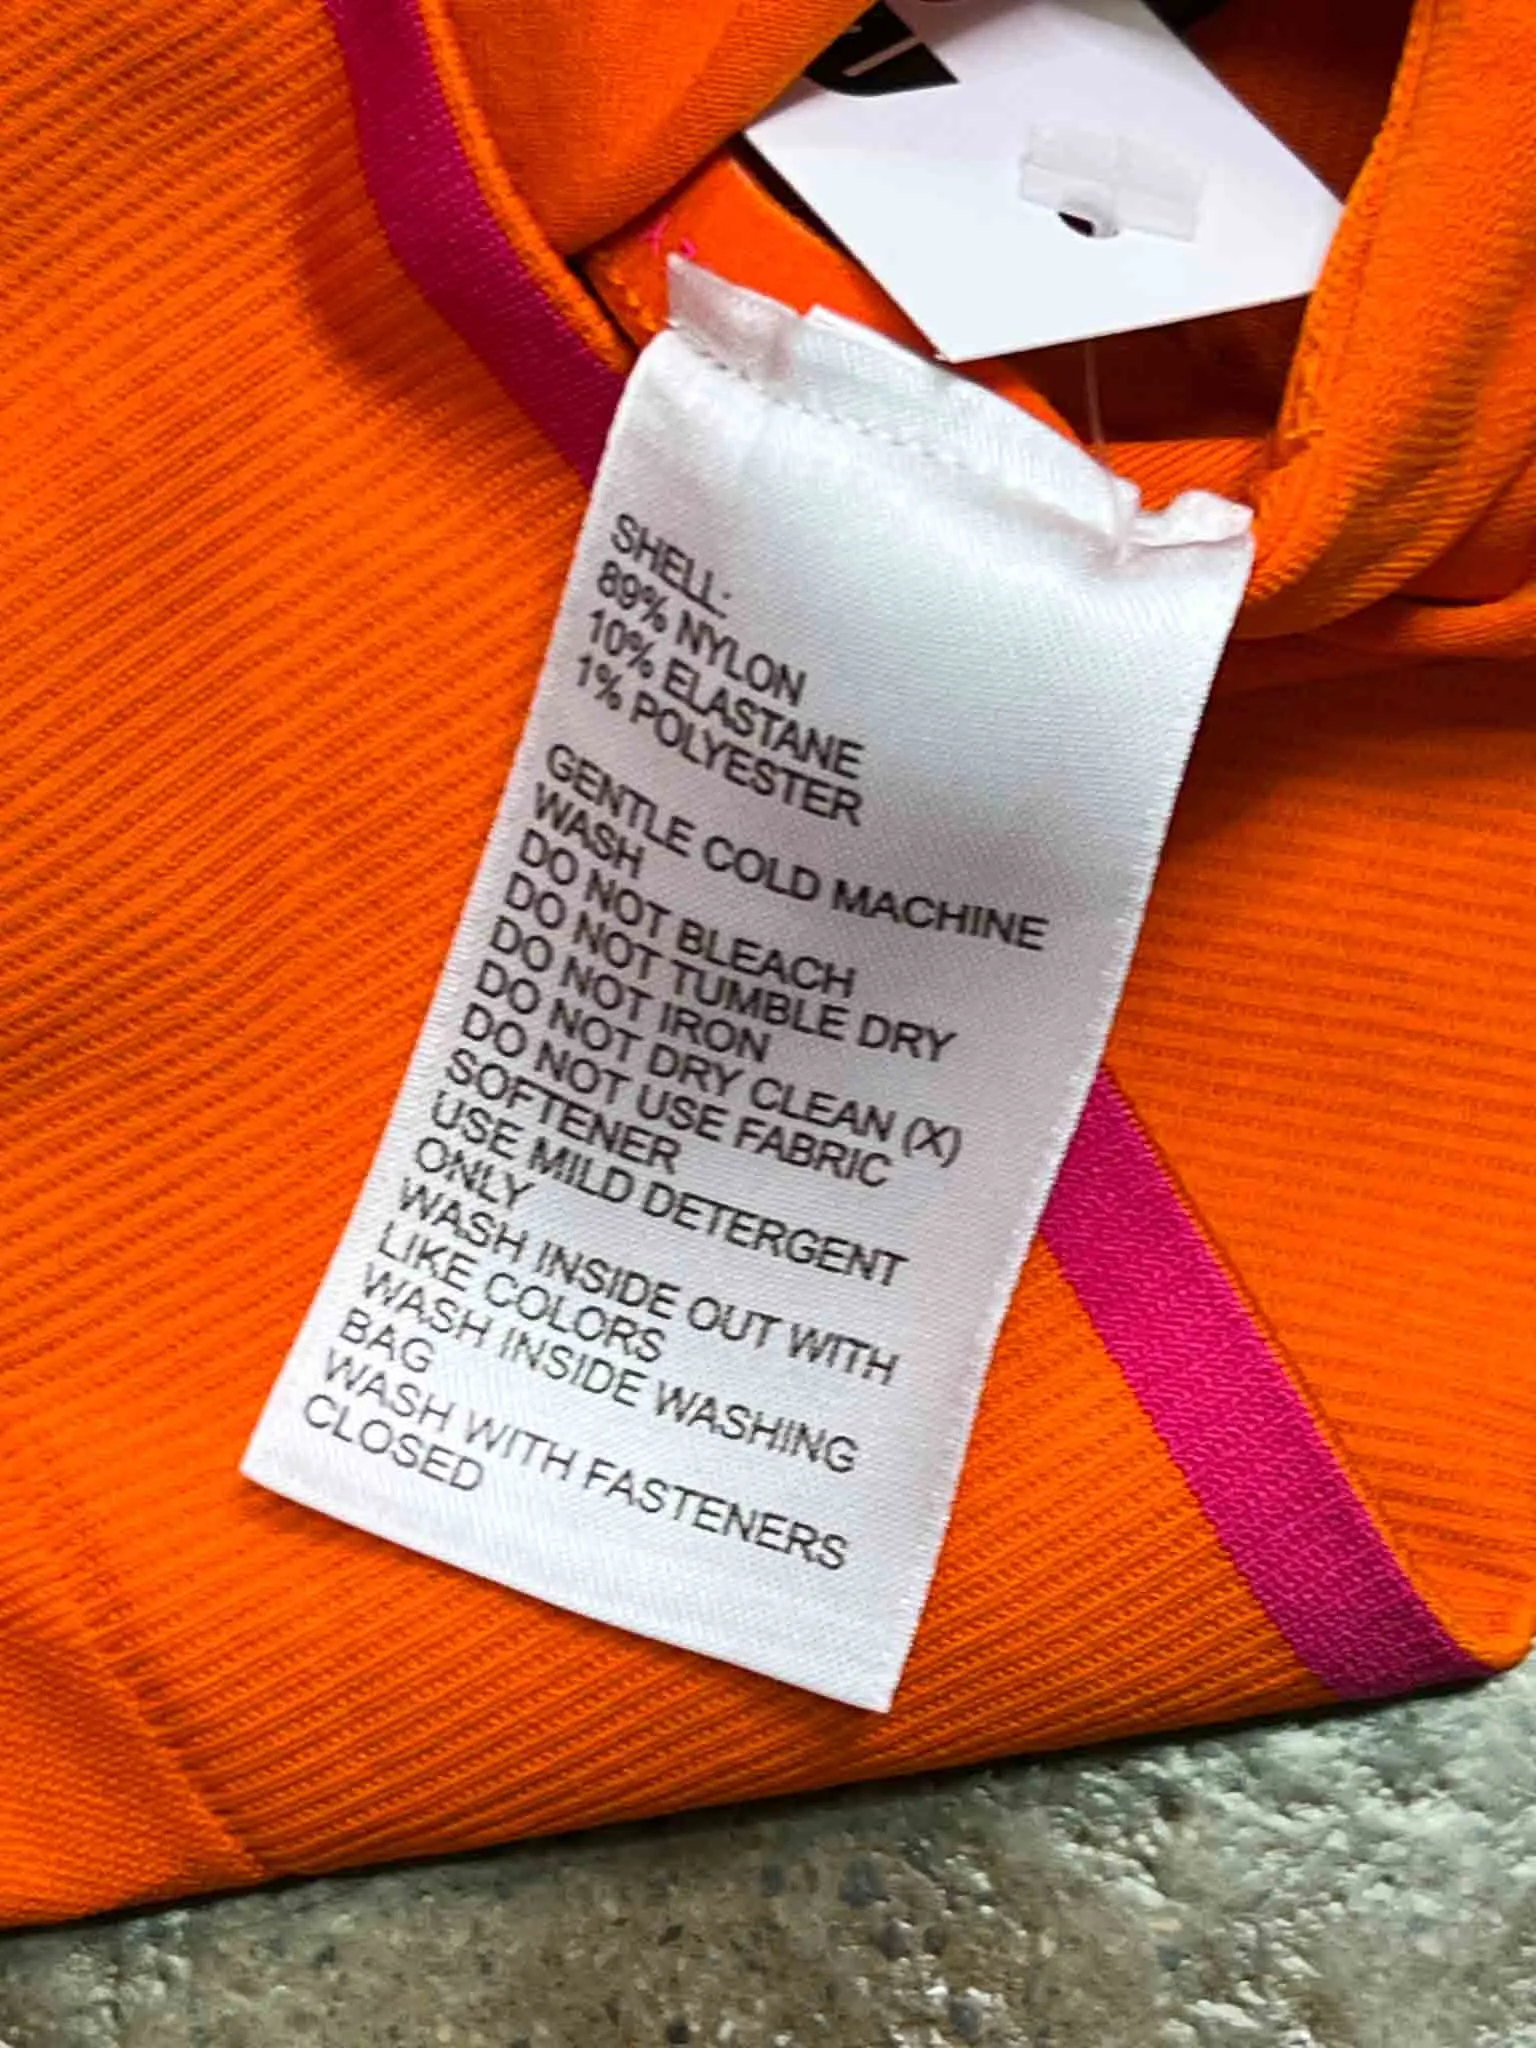 SHELL:
89% NYLON
10% ELASTANE
1% POLYESTER
GENTLE COLD MACHINE
WASH
DO NOT BLEACH
DO NOT TUMBLE DRY
DO NOT IRON
DO NOT DRY CLEAN (X)
DO NOT USE FABRIC
SOFTENER
USE MILD DETERGENT
ONLY
WASH INSIDE OUT WITH
LIKE COLORS
WASH INSIDE WASHING
BAG
WASH WITH FASTENERS
CLOSED